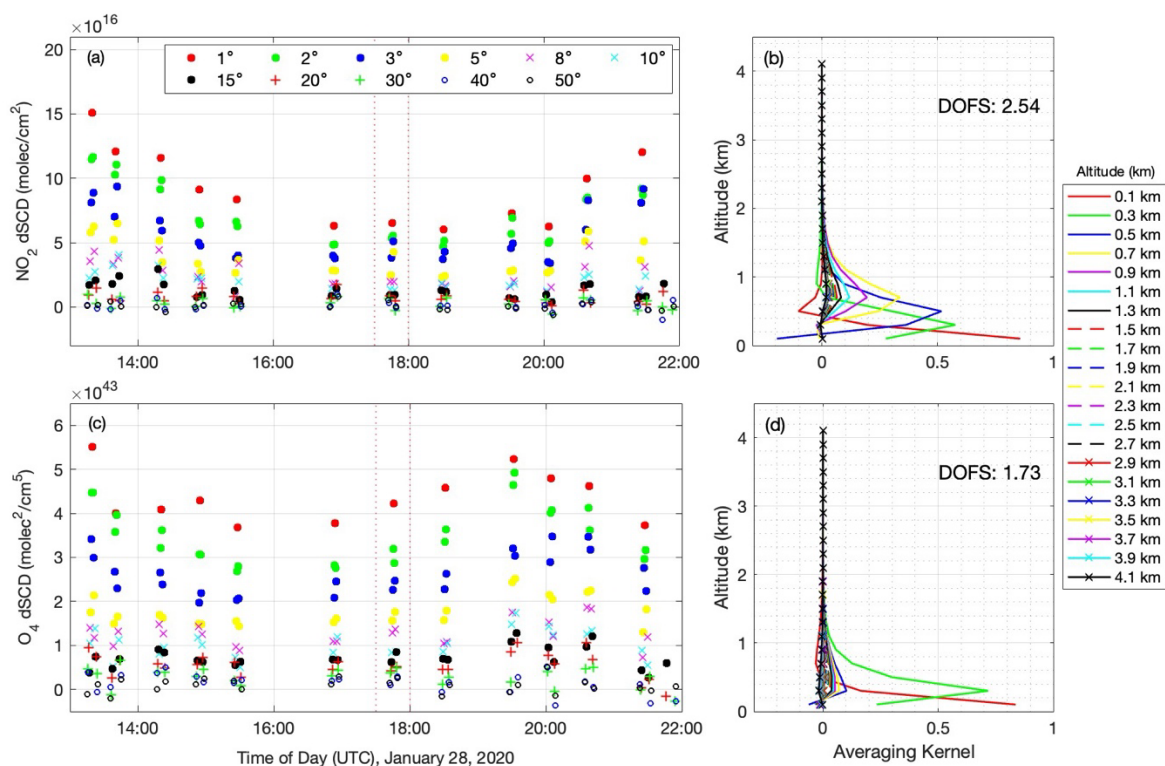 ×10¹⁶
(a)
1° 2° 3° 5° 8° 10°
15° 20° 30° 40° 50°
20
15
10
5
0
NO₂ dSCD (molec/cm²)
14:00 16:00 18:00 20:00 22:00
(b)
DOFS: 2.54
4
3
2
1
0
Altitude (km)
0 0.5 1
×10⁴³
(c)
6
5
4
3
2
1
0
O₄ dSCD (molec²/cm⁵)
14:00 16:00 18:00 20:00 22:00
Time of Day (UTC), January 28, 2020
(d)
DOFS: 1.73
4
3
2
1
0
Altitude (km)
0 0.5 1
Averaging Kernel
Altitude (km)
0.1 km
0.3 km
0.5 km
0.7 km
0.9 km
1.1 km
1.3 km
1.5 km
1.7 km
1.9 km
2.1 km
2.3 km
2.5 km
2.7 km
2.9 km
3.1 km
3.3 km
3.5 km
3.7 km
3.9 km
4.1 km